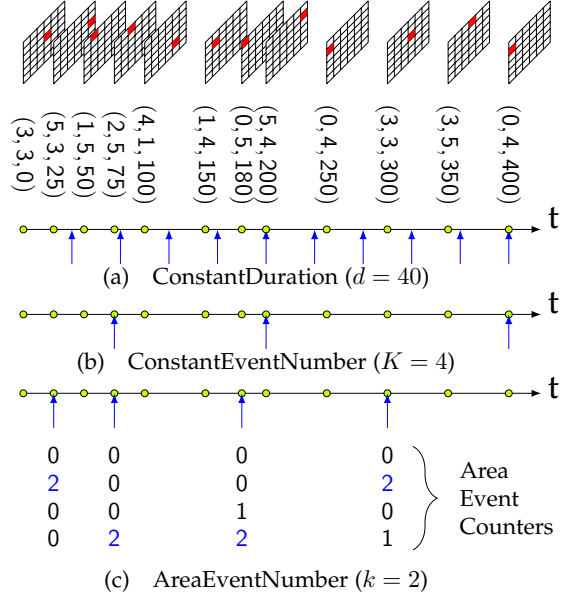 (3, 3, 0)
(5, 3, 25)
(1, 5, 50)
(2, 5, 75)
(4, 1, 100)
(1, 4, 150)
(0, 5, 180)
(5, 4, 200)
(0, 4, 250)
(3, 3, 300)
(3, 5, 350)
(0, 4, 400)
t
(a) ConstantDuration (d = 40)
t
(b) ConstantEventNumber (K = 4)
t
0 0 0 0
2 0 0 2
0 0 1 0
0 2 2 1
Area
Event
Counters
(c) AreaEventNumber (k = 2)